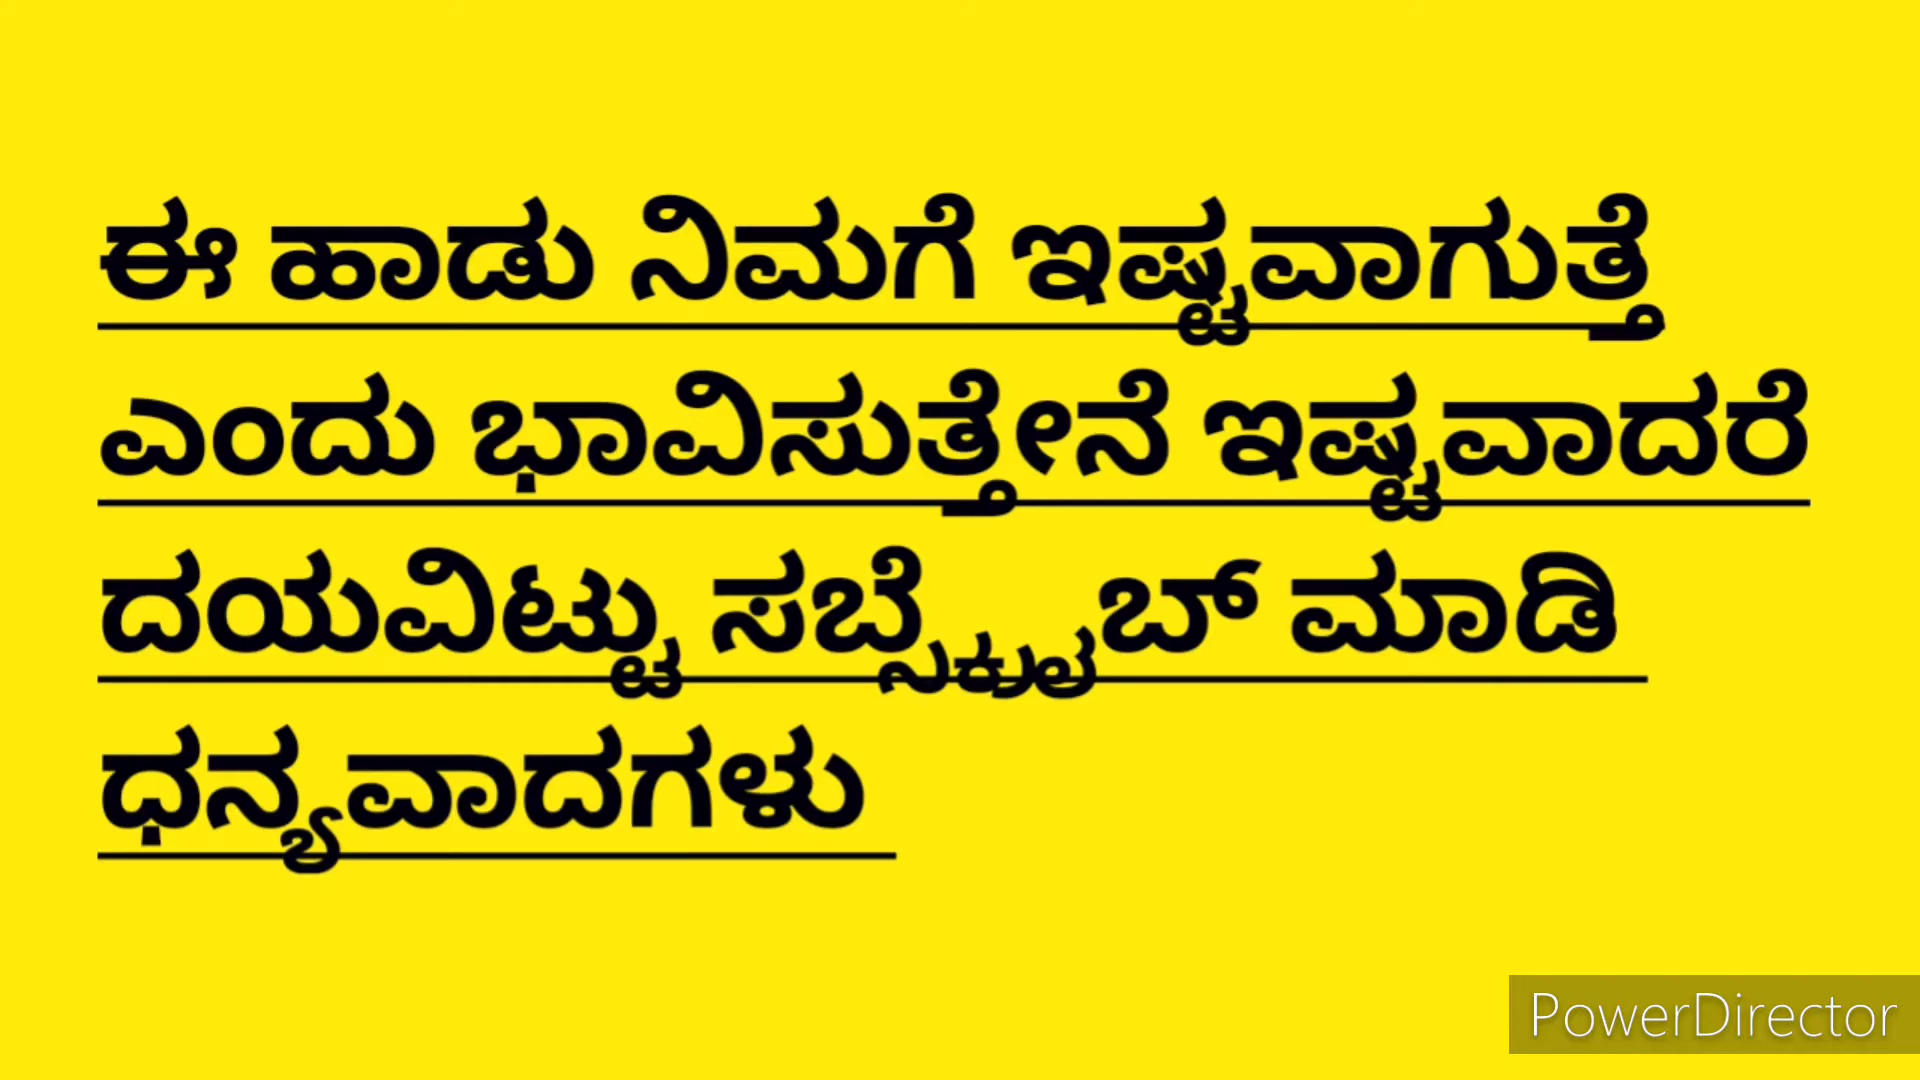 ಈ ಹಾಡು ನಿಮಗೆ ಇಷ್ಟವಾಗುತ್ತೆ
ಎಂದು ಭಾವಿಸುತ್ತೇನೆ ಇಷ್ಟವಾದರೆ
ದಯವಿಟ್ಟು ಸಬ್ಸ್ಕ್ರೈಬ್ ಮಾಡಿ
ಧನ್ಯವಾದಗಳು
PowerDirector